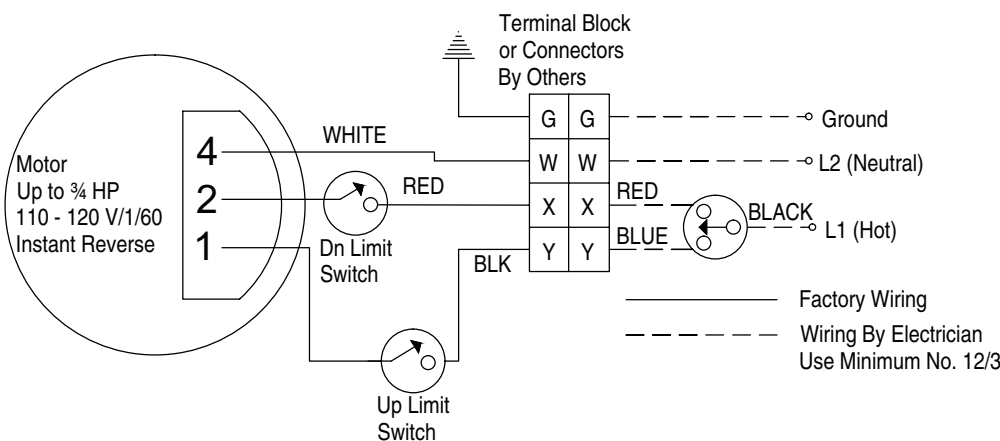 Terminal Block
or Connectors
By Others
G G
Ground
WHITE
4
W W
L2 (Neutral)
Motor
Up to ¾ HP
110 - 120 V/1/60
Instant Reverse
2
RED
X X
RED
BLACK
L1 (Hot)
1
Dn Limit
Switch
BLK
Y Y
BLUE
Factory Wiring
Wiring By Electrician
Use Minimum No. 12/3
Up Limit
Switch